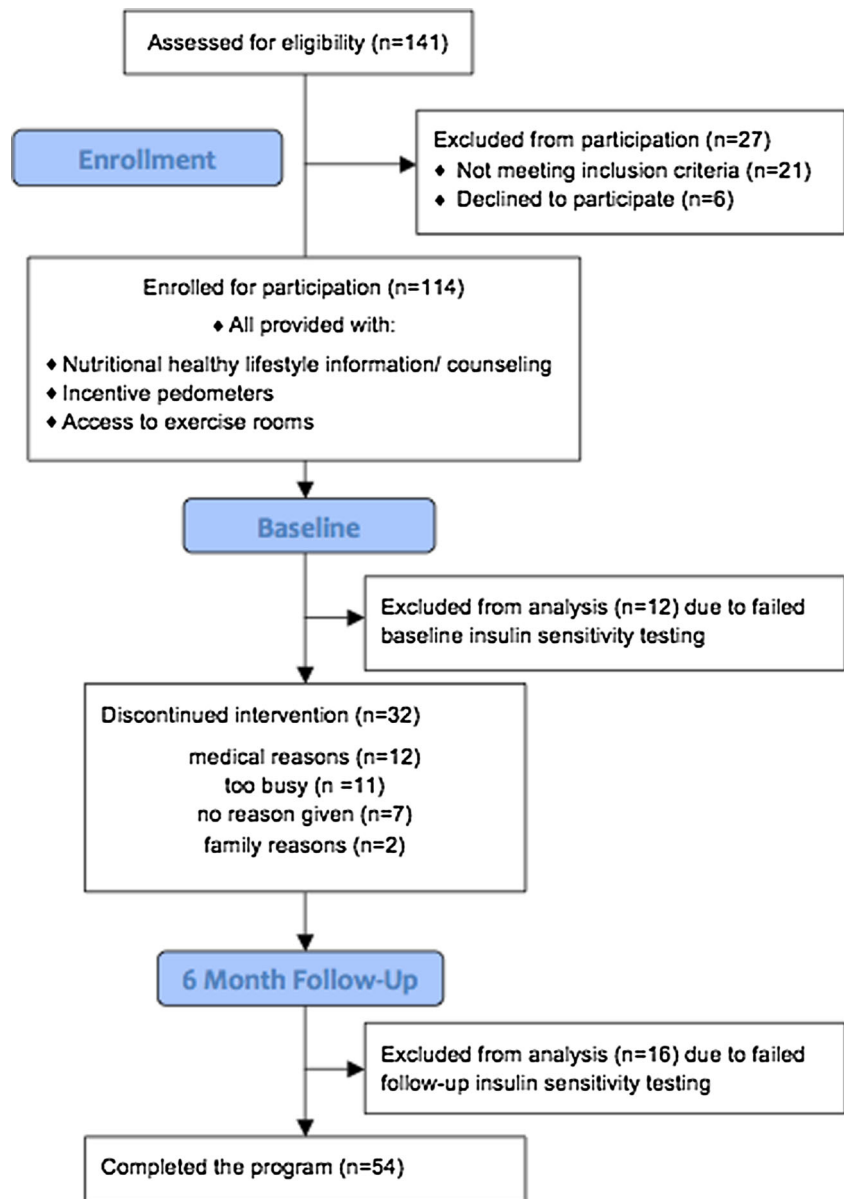 Assessed for eligibility (n=141)
Enrollment
Excluded from participation (n=27)
♦ Not meeting inclusion criteria (n=21)
♦ Declined to participate (n=6)
Enrolled for participation (n=114)
♦ All provided with:
♦ Nutritional healthy lifestyle information/ counseling
♦ Incentive pedometers
♦ Access to exercise rooms
Baseline
Excluded from analysis (n=12) due to failed
baseline insulin sensitivity testing
Discontinued intervention (n=32)
medical reasons (n=12)
too busy (n =11)
no reason given (n=7)
family reasons (n=2)
6 Month Follow-Up
Excluded from analysis (n=16) due to failed
follow-up insulin sensitivity testing
Completed the program (n=54)